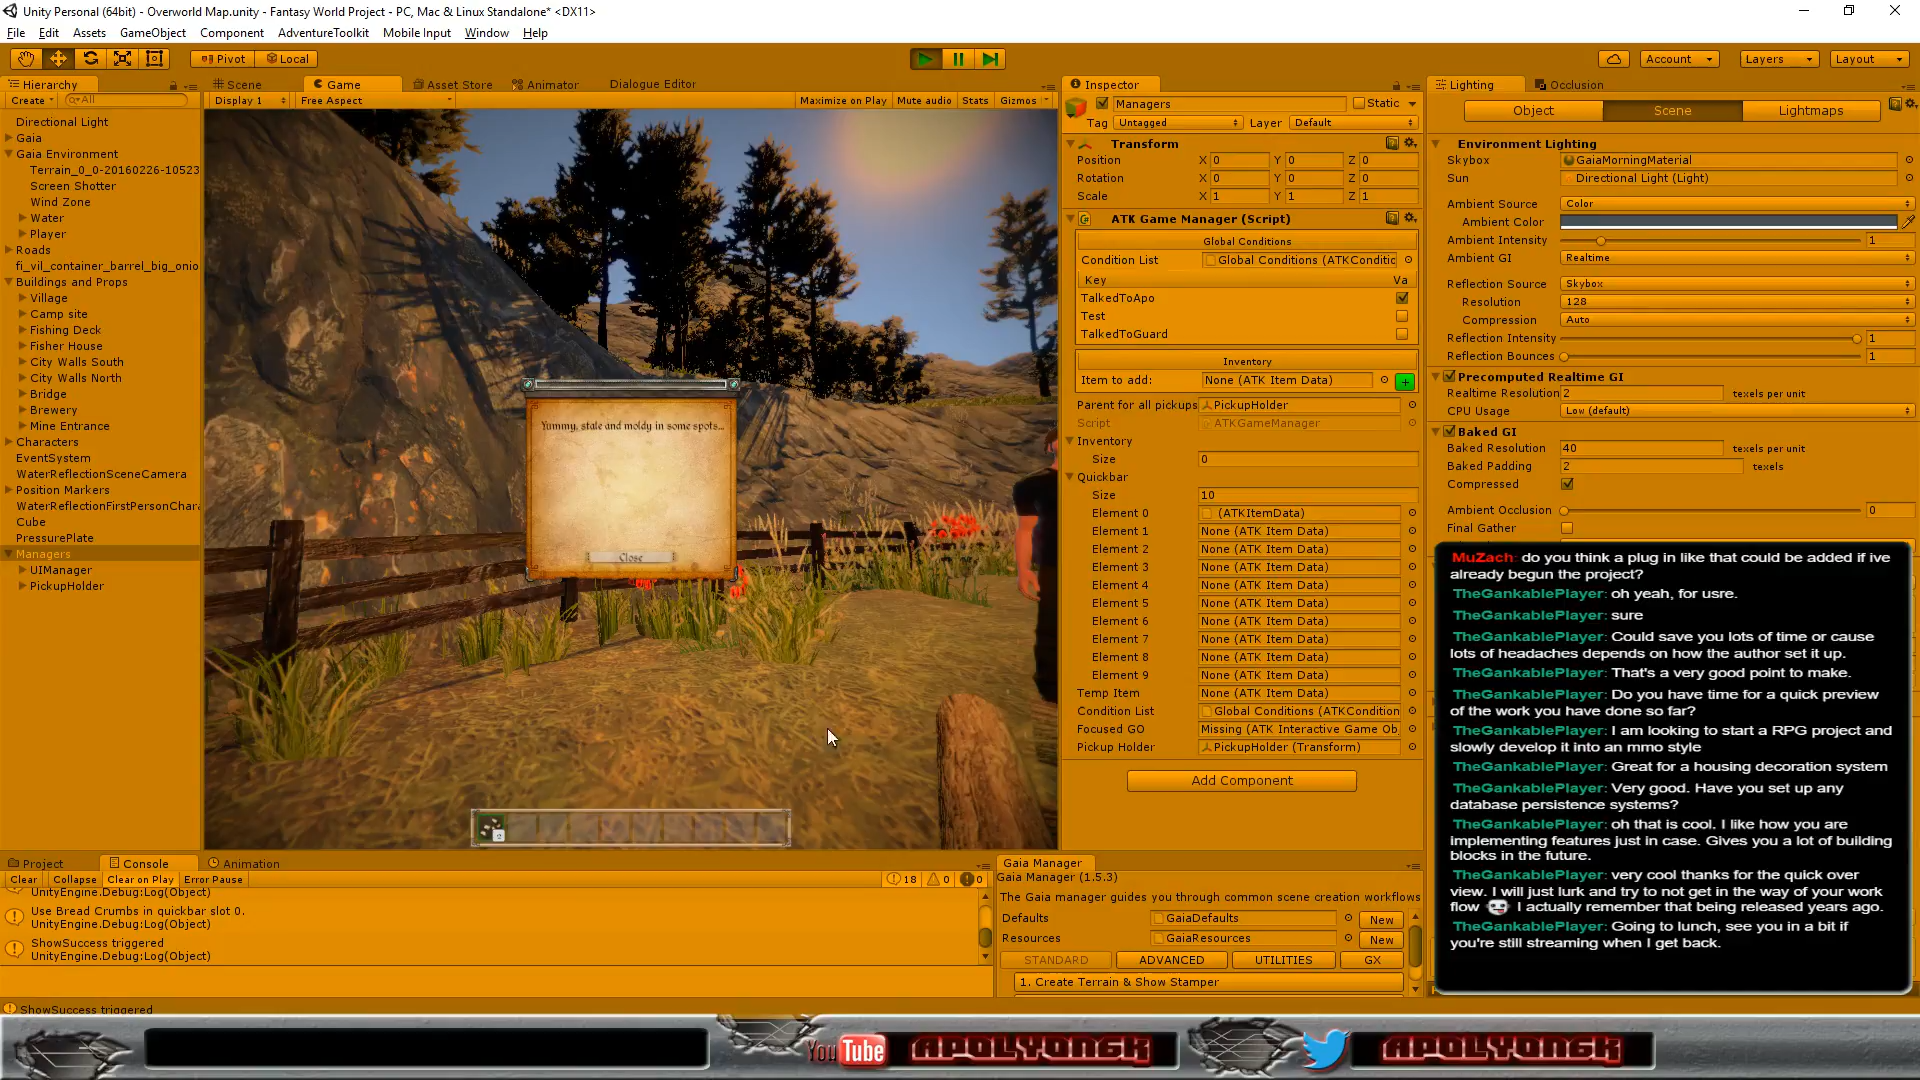 Unity Personal (64bit) - Overworld Map.unity - Fantasy World Project - PC, Mac & Linux Standalone* <DX11>
File Edit Assets GameObject Component AdventureToolkit Mobile Input Window Help
Pivot Local Account Layers Layout
Hierarchy
Create All
Directional Light
Gaia
Gaia Environment
Terrain_0_0-20160226-10523
Screen Shotter
Wind Zone
Water
Player
Roads
fi_vil_container_barrel_big_onio
Buildings and Props
Village
Camp site
Fishing Deck
Fisher House
City Walls South
City Walls North
Bridge
Brewery
Mine Entrance
Characters
EventSystem
WaterReflectionSceneCamera
Position Markers
WaterReflectionFirstPersonChara
Cube
PressurePlate
Managers
UIManager
PickupHolder
Scene Game Asset Store Animator Dialogue Editor
Display 1 Free Aspect Maximize on Play Mute audio Stats Gizmos
Yummy, stale and moldy in some spots...
Close
2
Inspector
Managers Static
Tag Untagged Layer Default
Transform
Position X 0 Y 0 Z 0
Rotation X 0 Y 0 Z 0
Scale X 1 Y 1 Z 1
ATK Game Manager (Script)
Global Conditions
Condition List Global Conditions (ATKConditic
Key Va
TalkedToApo
Test
TalkedToGuard
Inventory
Item to add: None (ATK Item Data) +
Parent for all pickups PickupHolder
Script ATKGameManager
Inventory
Size 0
Quickbar
Size 10
Element 0 (ATKItemData)
Element 1 None (ATK Item Data)
Element 2 None (ATK Item Data)
Element 3 None (ATK Item Data)
Element 4 None (ATK Item Data)
Element 5 None (ATK Item Data)
Element 6 None (ATK Item Data)
Element 7 None (ATK Item Data)
Element 8 None (ATK Item Data)
Element 9 None (ATK Item Data)
Temp Item None (ATK Item Data)
Condition List Global Conditions (ATKCondition
Focused GO Missing (ATK Interactive Game Ob
Pickup Holder PickupHolder (Transform)
Add Component
Lighting Occlusion
Object Scene Lightmaps
Environment Lighting
Skybox GaiaMorningMaterial
Sun Directional Light (Light)
Ambient Source Color
Ambient Color
Ambient Intensity 1
Ambient GI Realtime
Reflection Source Skybox
Resolution 128
Compression Auto
Reflection Intensity 1
Reflection Bounces 1
Precomputed Realtime GI
Realtime Resolution 2 texels per unit
CPU Usage Low (default)
Baked GI
Baked Resolution 40 texels per unit
Baked Padding 2 texels
Compressed
Ambient Occlusion 0
Final Gather
MuZach: do you think a plug in like that could be added if ive
already begun the project?
TheGankablePlayer: oh yeah, for usre.
TheGankablePlayer: sure
TheGankablePlayer: Could save you lots of time or cause
lots of headaches depends on how the author set it up.
TheGankablePlayer: That's a very good point to make.
TheGankablePlayer: Do you have time for a quick preview
of the work you have done so far?
TheGankablePlayer: I am looking to start a RPG project and
slowly develop it into an mmo style
TheGankablePlayer: Great for a housing decoration system
TheGankablePlayer: Very good. Have you set up any
database persistence systems?
TheGankablePlayer: oh that is cool. I like how you are
implementing features just in case. Gives you a lot of building
blocks in the future.
TheGankablePlayer: very cool thanks for the quick over
view. I will just lurk and try to not get in the way of your work
flow I actually remember that being released years ago.
TheGankablePlayer: Going to lunch, see you in a bit if
you're still streaming when I get back.
Project Console Animation
Clear Collapse Clear on Play Error Pause 18 0 0
UnityEngine.Debug:Log(Object)
Use Bread Crumbs in quickbar slot 0.
UnityEngine.Debug:Log(Object)
ShowSuccess triggered
UnityEngine.Debug:Log(Object)
ShowSuccess triggered
Gaia Manager
Gaia Manager (1.5.3)
The Gaia manager guides you through common scene creation workflows
Defaults GaiaDefaults New
Resources GaiaResources New
STANDARD ADVANCED UTILITIES GX
1. Create Terrain & Show Stamper
YouTube APOLYONGK APOLYONGK